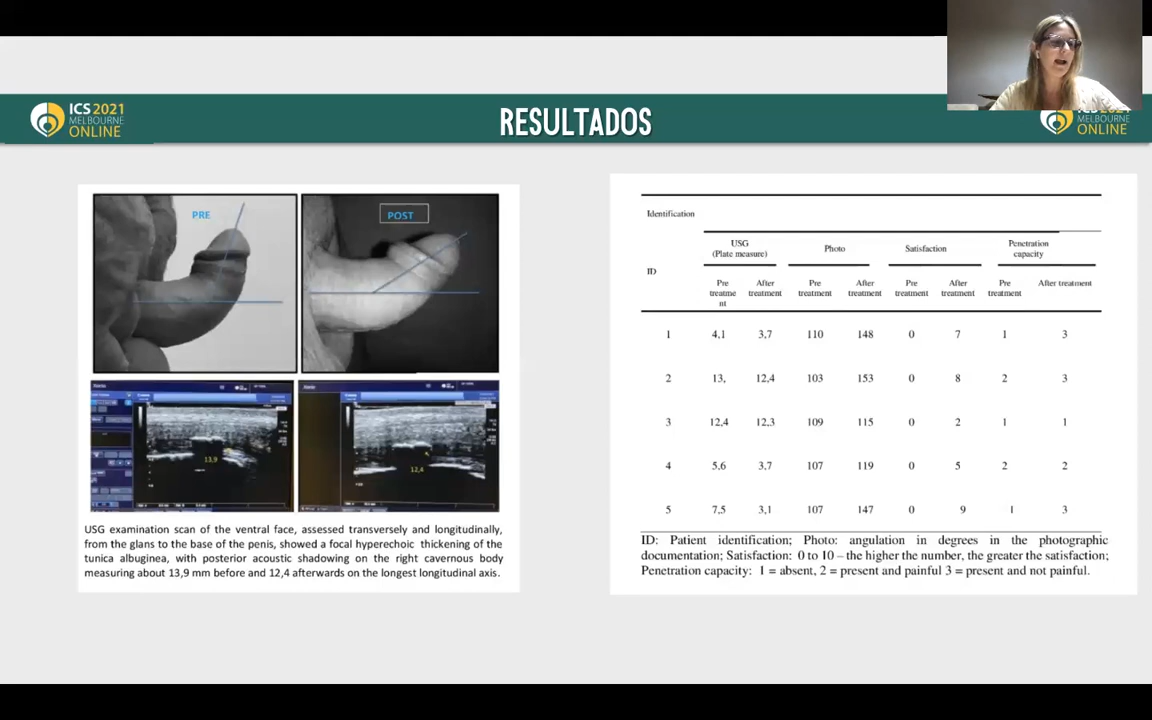 ICS 2021
MELBOURNE
ONLINE
RESULTADOS
MELBOURNE
ONLINE
PRE
POST
13,9
12,4
USG examination scan of the ventral face, assessed transversely and longitudinally,
from the glans to the base of the penis, showed a focal hyperechoic thickening of the
tunica albuginea, with posterior acoustic shadowing on the right cavernous body
measuring about 13,9 mm before and 12,4 afterwards on the longest longitudinal axis.
Identification
USG
(Plate measure)
Photo
Satisfaction
Penetration
capacity
ID
Pre
treatme
nt
After
treatment
Pre
treatment
After
treatment
Pre
treatment
After
treatment
Pre
treatment
After treatment
1 4,1 3,7 110 148 0 7 1 3
2 13, 12,4 103 153 0 8 2 3
3 12,4 12,3 109 115 0 2 1 1
4 5,6 3,7 107 119 0 5 2 2
5 7,5 3,1 107 147 0 9 1 3
ID: Patient identification; Photo: angulation in degrees in the photographic
documentation; Satisfaction: 0 to 10 – the higher the number, the greater the satisfaction;
Penetration capacity: 1 = absent, 2 = present and painful 3 = present and not painful.